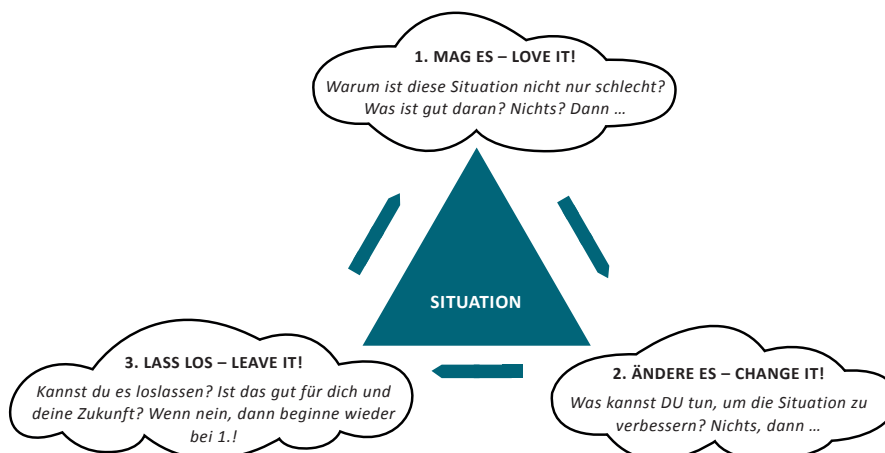 1. MAG ES – LOVE IT!
Warum ist diese Situation nicht nur schlecht?
Was ist gut daran? Nichts? Dann …
SITUATION
2. ÄNDERE ES – CHANGE IT!
Was kannst DU tun, um die Situation zu
verbessern? Nichts, dann …
3. LASS LOS – LEAVE IT!
Kannst du es loslassen? Ist das gut für dich und
deine Zukunft? Wenn nein, dann beginne wieder
bei 1.!